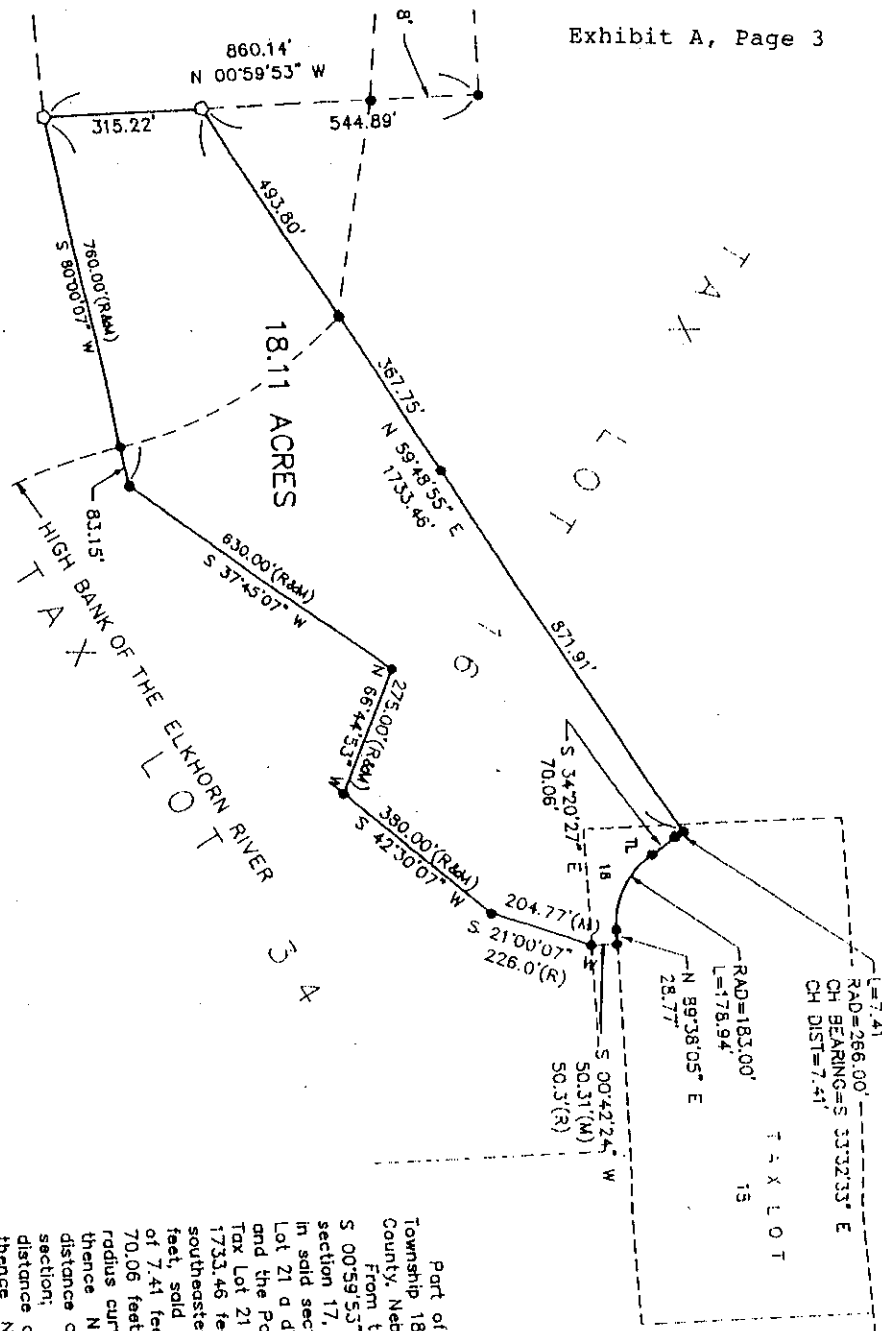 Exhibit A, Page 3
8'
860.14'
N 00°59'53" W
315.22'
544.89'
493.80'
760.00'(R&M)
S 80°00'07" W
18.11 ACRES
367.75'
N 59°48'55" E
1733.46'
TAX LOT
16
871.91'
83.15'
HIGH BANK OF THE ELKHORN RIVER
TAX LOT 34
630.00'(R&M)
S 37°45'07" W
275.00'(R&M)
N 66°44'53" W
380.00'(R&M)
S 42°30'07" W
204.77'(M)
S 21°00'07" W
226.0'(R)
S 34°20'27" E
70.06'
TL
18
L=7.41
RAD=266.00'
CH BEARING=S 33°32'33" E
CH DIST=7.41'
RAD=183.00'
L=178.94'
N 89°38'05" E
28.77'
S 00°42'24" W
50.31'(M)
50.3'(R)
TAX LOT
Part of
Township 18
County, Neb
From t
S 00°59'53"
section 17,
in said sec
Lot 21 a d
and the Po
Tax Lot 21
1733.46 fe
southeaste
feet, said
of 7.41 fee
70.06 feet
radius cur
thence N
distance o
section;
distance o
thence N